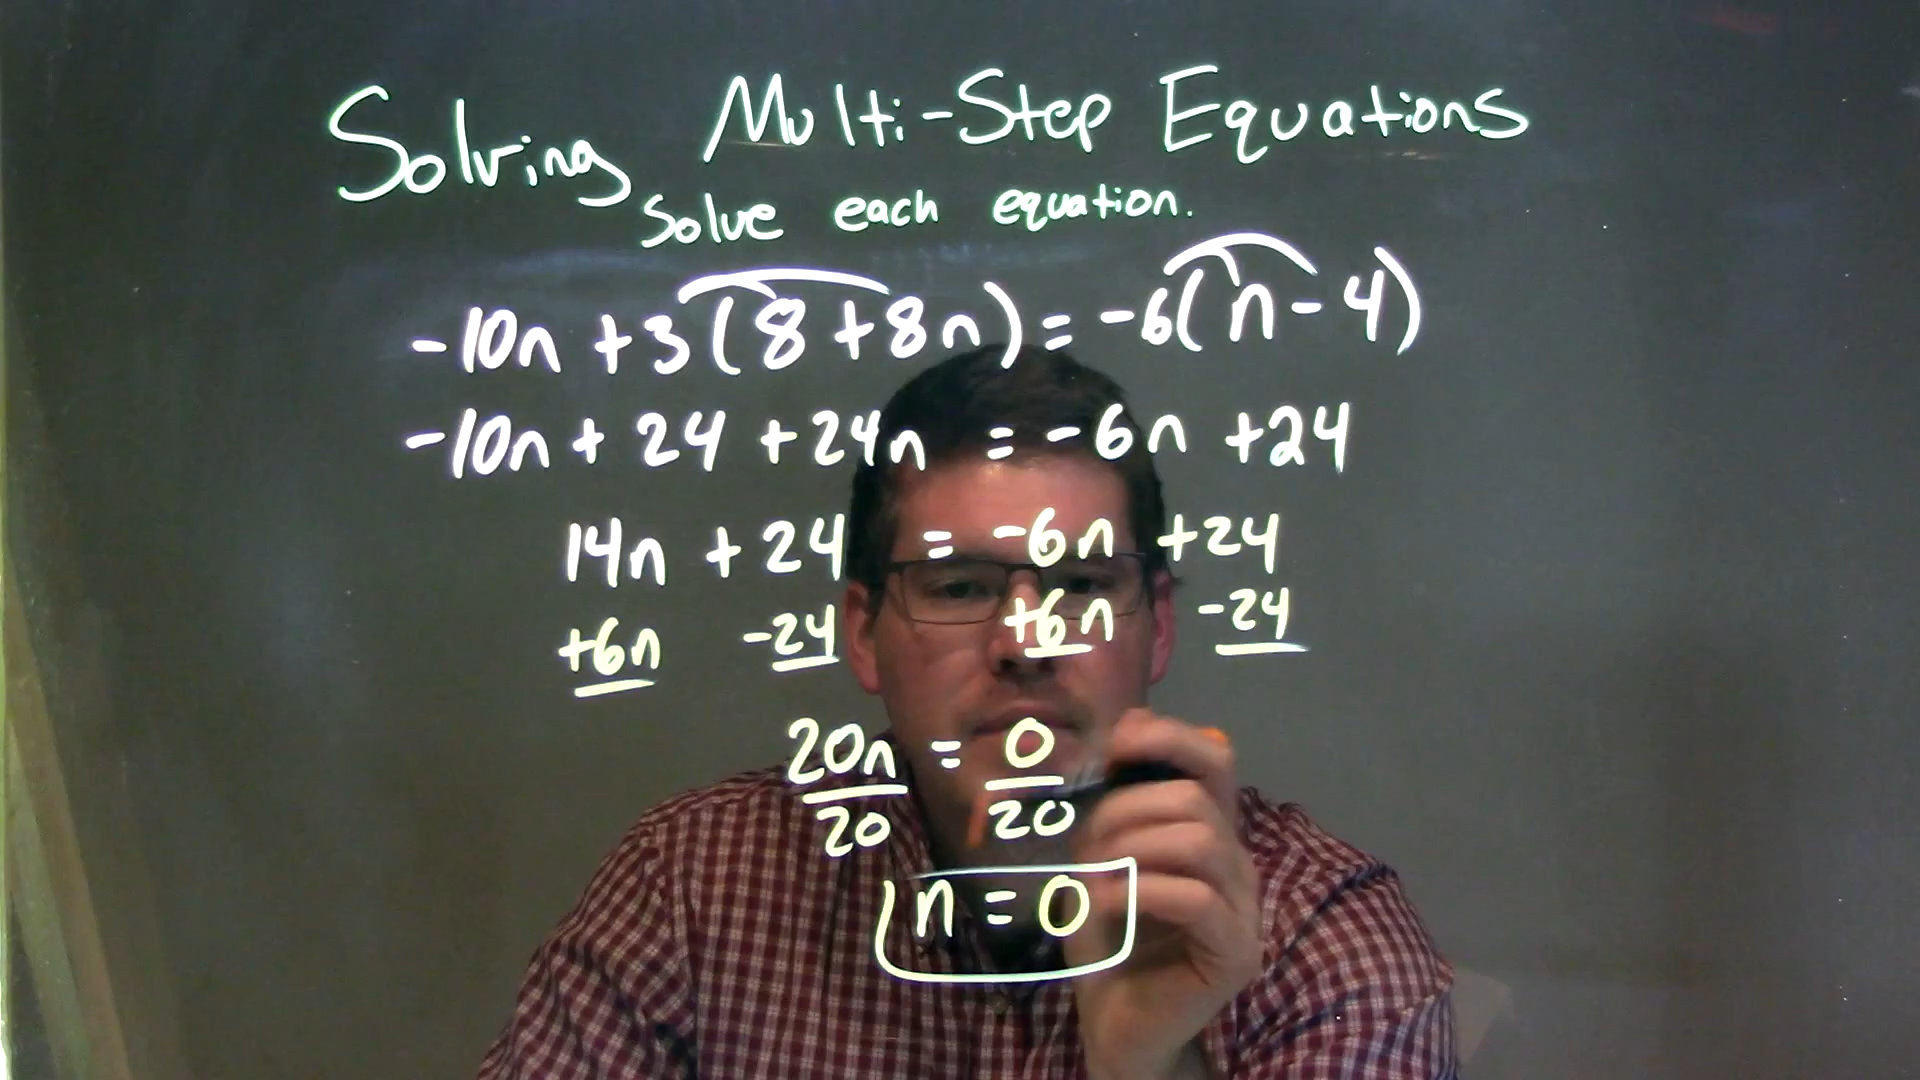 Solving Multi-Step Equations
Solve each equation.
-10n + 3(8+8n) = -6(n-4)
-10n + 24 + 24n = -6n + 24
14n + 24 = -6n + 24
+6n -24 +6n -24
20n = 0
20 20
n = 0